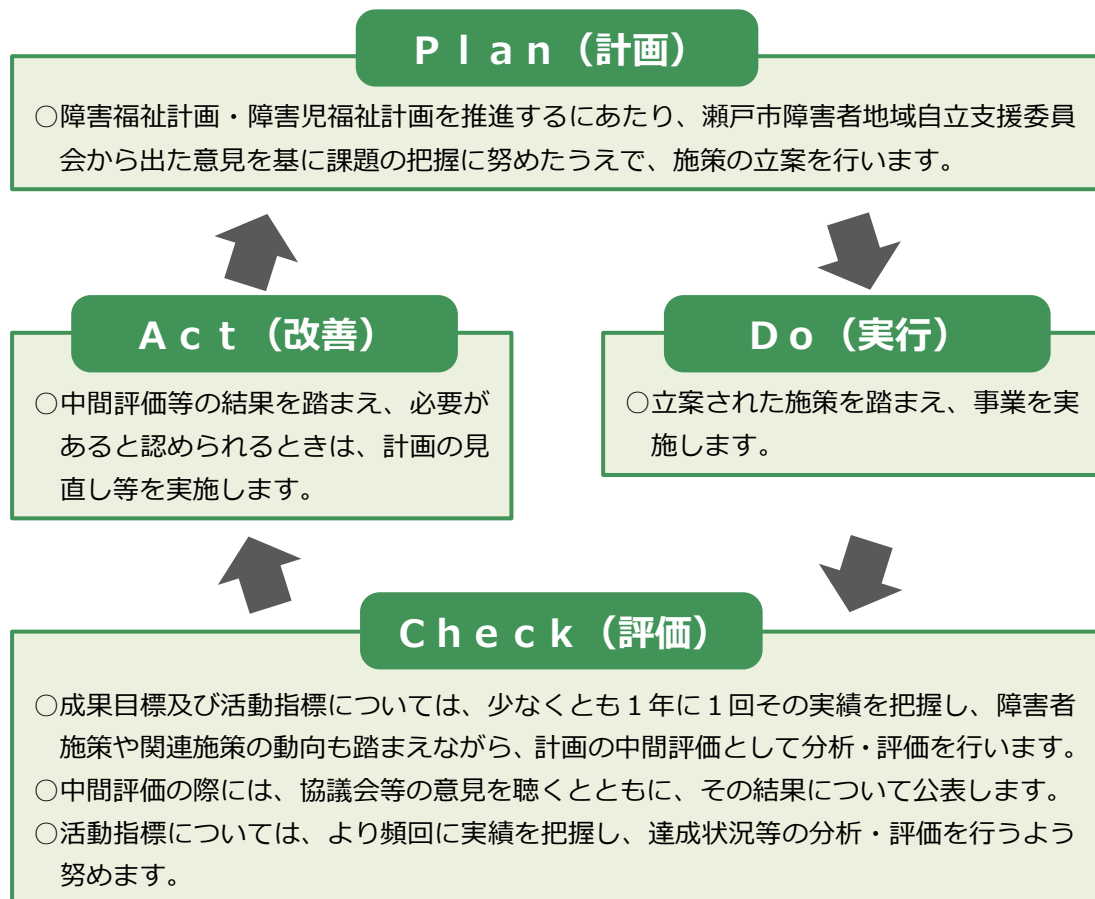 Plan（計画）
○障害福祉計画・障害児福祉計画を推進するにあたり、瀬戸市障害者地域自立支援委員
会から出た意見を基に課題の把握に努めたうえで、施策の立案を行います。
Act（改善）
○中間評価等の結果を踏まえ、必要が
あると認められるときは、計画の見
直し等を実施します。
Do（実行）
○立案された施策を踏まえ、事業を実
施します。
Check（評価）
○成果目標及び活動指標については、少なくとも１年に１回その実績を把握し、障害者
施策や関連施策の動向も踏まえながら、計画の中間評価として分析・評価を行います。
○中間評価の際には、協議会等の意見を聴くとともに、その結果について公表します。
○活動指標については、より頻回に実績を把握し、達成状況等の分析・評価を行うよう
努めます。